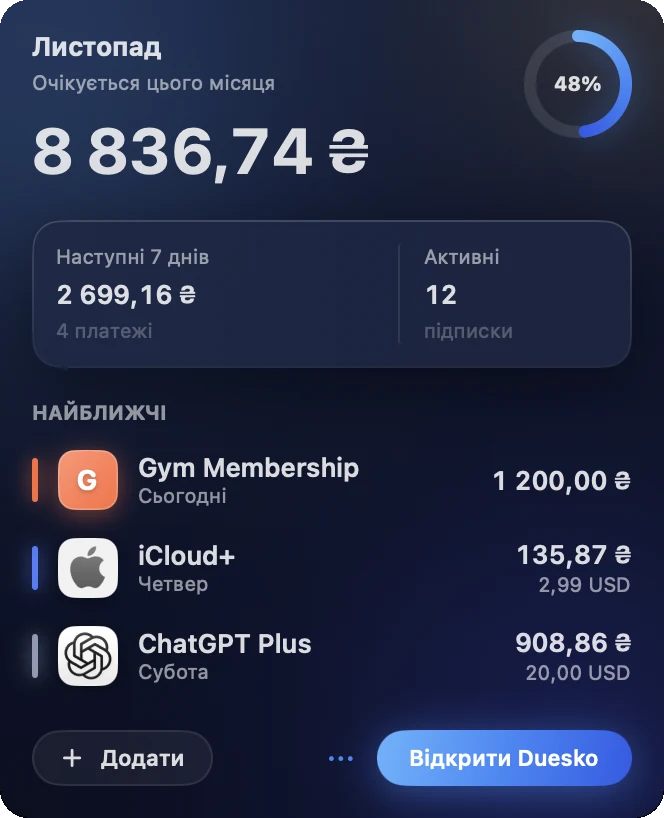 Листопад
Очікується цього місяця
8 836,74 ₴
48%
Наступні 7 днів
2 699,16 ₴
4 платежі
Активні
12
підписки
НАЙБЛИЖЧІ
G
Gym Membership
Сьогодні
1 200,00 ₴
iCloud+
Четвер
135,87 ₴
2,99 USD
ChatGPT Plus
Субота
908,86 ₴
20,00 USD
+ Додати
...
Відкрити Duesko